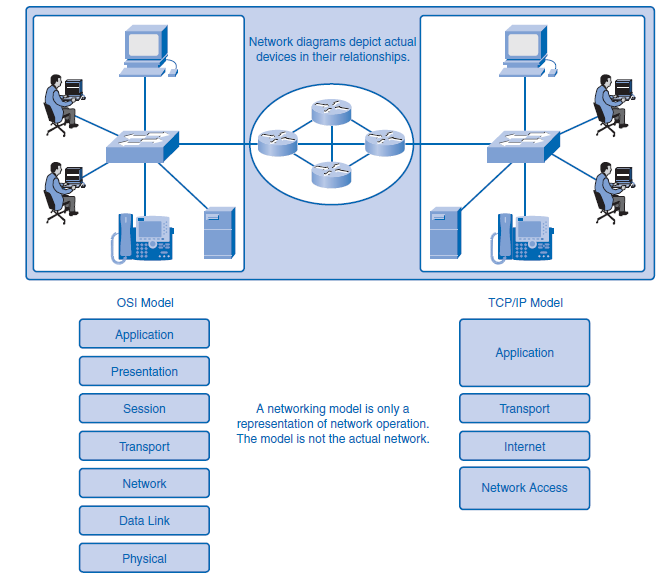 Network diagrams depict actual
devices in their relationships.
OSI Model
Application
Presentation
Session
Transport
Network
Data Link
Physical
A networking model is only a
representation of network operation.
The model is not the actual network.
TCP/IP Model
Application
Transport
Internet
Network Access